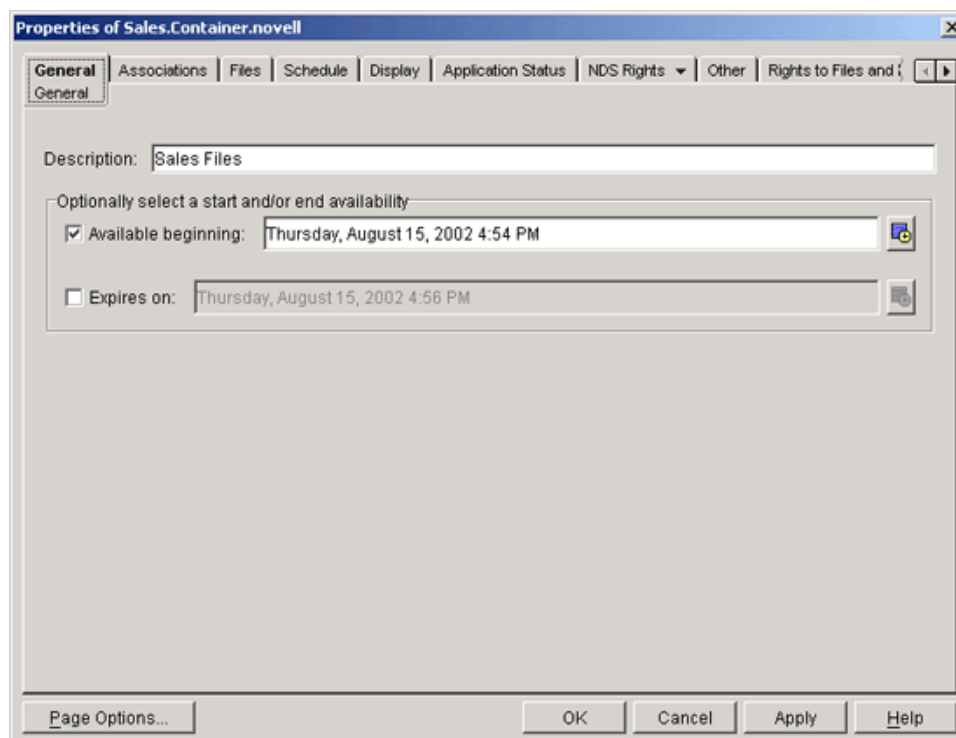 Properties of Sales.Container.novell
General Associations Files Schedule Display Application Status NDS Rights Other Rights to Files and
General
Description: Sales Files
Optionally select a start and/or end availability
Available beginning: Thursday, August 15, 2002 4:54 PM
Expires on: Thursday, August 15, 2002 4:56 PM
Page Options... OK Cancel Apply Help